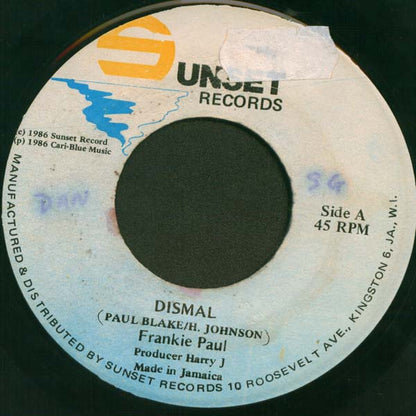 SUNSET
RECORDS
(c) 1986 Sunset Record
(p) 1986 Cari-Blue Music
DAN
SG
Side A
45 RPM
DISMAL
(PAUL BLAKE/H. JOHNSON)
Frankie Paul
Producer Harry J
Made in Jamaica
MANUFACTURED & DISTRIBUTED BY SUNSET RECORDS 10 ROOSEVELT AVE., KINGSTON 6, JA., W.I.